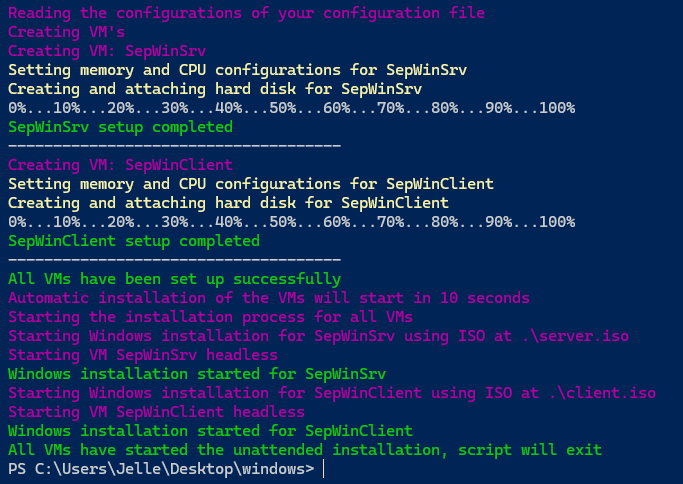 Reading the configurations of your configuration file
Creating VM's
Creating VM: SepWinSrv
Setting memory and CPU configurations for SepWinSrv
Creating and attaching hard disk for SepWinSrv
0%...10%...20%...30%...40%...50%...60%...70%...80%...90%...100%
SepWinSrv setup completed
-------------------------------------
Creating VM: SepWinClient
Setting memory and CPU configurations for SepWinClient
Creating and attaching hard disk for SepWinClient
0%...10%...20%...30%...40%...50%...60%...70%...80%...90%...100%
SepWinClient setup completed
-------------------------------------
All VMs have been set up successfully
Automatic installation of the VMs will start in 10 seconds
Starting the installation process for all VMs
Starting Windows installation for SepWinSrv using ISO at .\server.iso
Starting VM SepWinSrv headless
Windows installation started for SepWinSrv
Starting Windows installation for SepWinClient using ISO at .\client.iso
Starting VM SepWinClient headless
Windows installation started for SepWinClient
All VMs have started the unattended installation, script will exit
PS C:\Users\Jelle\Desktop\windows>